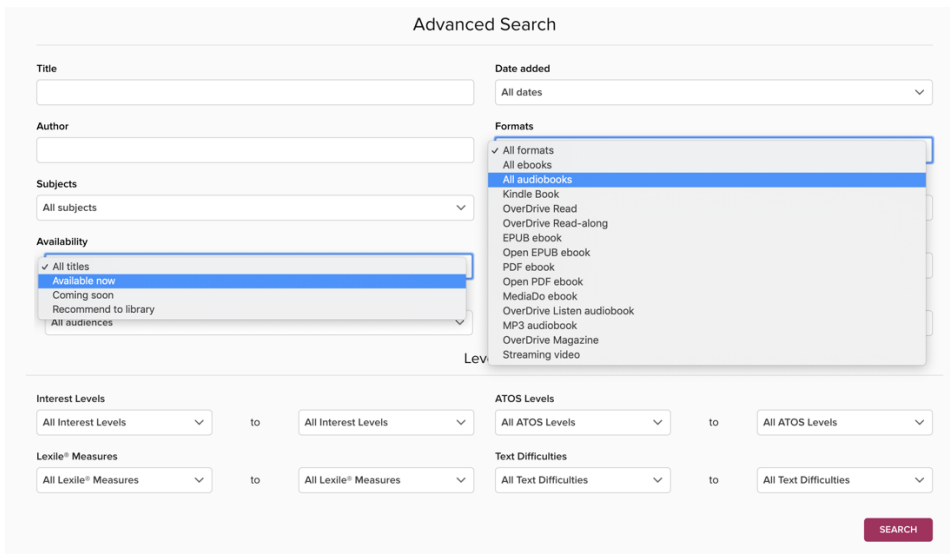 Advanced Search
Title
Date added
All dates
Author
Formats
✓ All formats
All ebooks
All audiobooks
Kindle Book
OverDrive Read
OverDrive Read-along
EPUB ebook
Open EPUB ebook
PDF ebook
Open PDF ebook
MediaDo ebook
OverDrive Listen audiobook
MP3 audiobook
OverDrive Magazine
Streaming video
Subjects
All subjects
Availability
✓ All titles
Available now
Coming soon
Recommend to library
All audiences
Interest Levels
All Interest Levels to All Interest Levels
ATOS Levels
All ATOS Levels to All ATOS Levels
Lexile® Measures
All Lexile® Measures to All Lexile® Measures
Text Difficulties
All Text Difficulties to All Text Difficulties
SEARCH